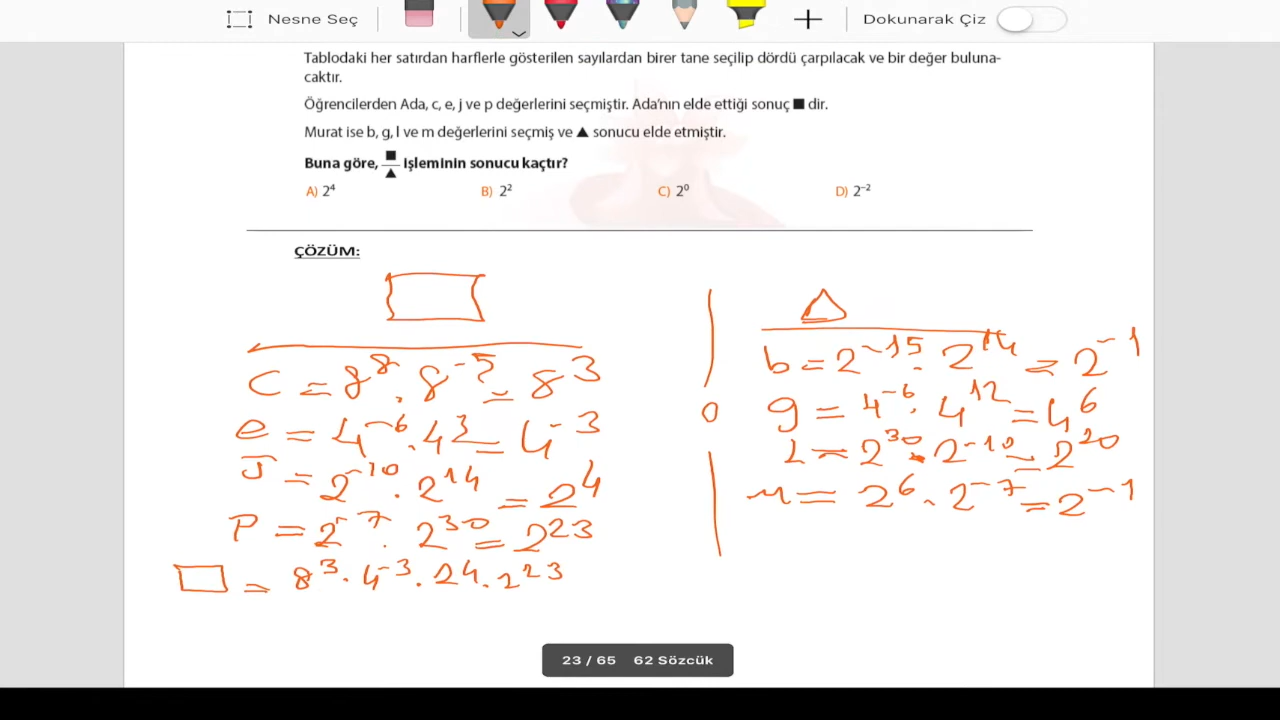 Nesne Seç
Dokunarak Çiz
Tablodaki her satırdan harflerle gösterilen sayılardan birer tane seçilip dördü çarpılacak ve bir değer buluna-
caktır.
Öğrencilerden Ada, c, e, j ve p değerlerini seçmiştir. Ada'nın elde ettiği sonuç ■ dir.
Murat ise b, g, l ve m değerlerini seçmiş ve ▲ sonucu elde etmiştir.
Buna göre, ■/▲ işleminin sonucu kaçtır?
A) 2⁴ B) 2² C) 2⁰ D) 2⁻²
ÇÖZÜM:
c = 8⁸ . 8⁻⁵ = 8³
e = 4⁻⁶ . 4³ = 4⁻³
J = 2⁻¹⁰ . 2¹⁴ = 2⁴
P = 2⁻⁷ . 2³⁰ = 2²³
□ = 8³ . 4⁻³ . 2⁴ . 2²³
△
b = 2⁻¹⁵ . 2¹⁴ = 2⁻¹
g = 4⁻⁶ . 4¹² = 4⁶
L = 2³⁰ . 2⁻¹⁰ = 2²⁰
m = 2⁶ . 2⁻⁷ = 2⁻¹
23 / 65 62 Sözcük